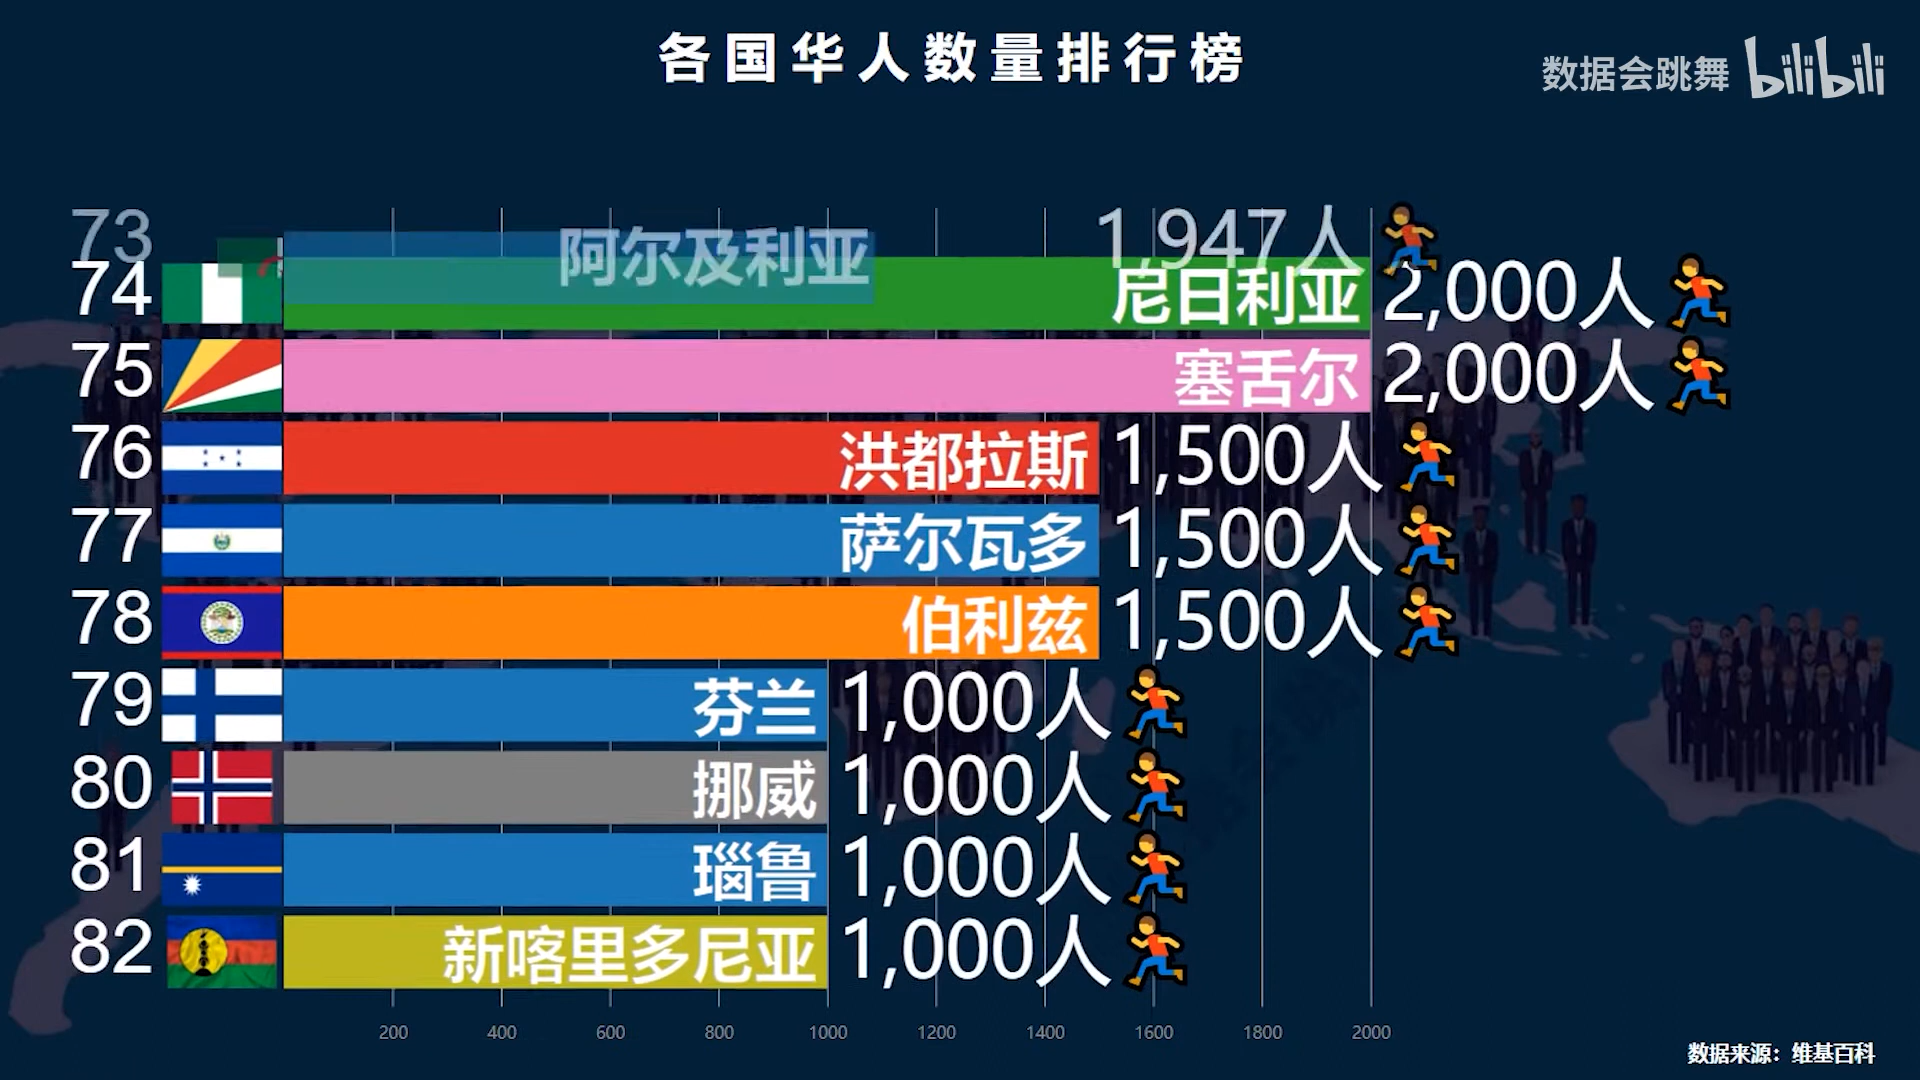 各国华人数量排行榜
数据会跳舞 bilibili
73 阿尔及利亚 1,947人
74 尼日利亚 2,000人
75 塞舌尔 2,000人
76 洪都拉斯 1,500人
77 萨尔瓦多 1,500人
78 伯利兹 1,500人
79 芬兰 1,000人
80 挪威 1,000人
81 瑙鲁 1,000人
82 新喀里多尼亚 1,000人
200 400 600 800 1000 1200 1400 1600 1800 2000
数据来源：维基百科